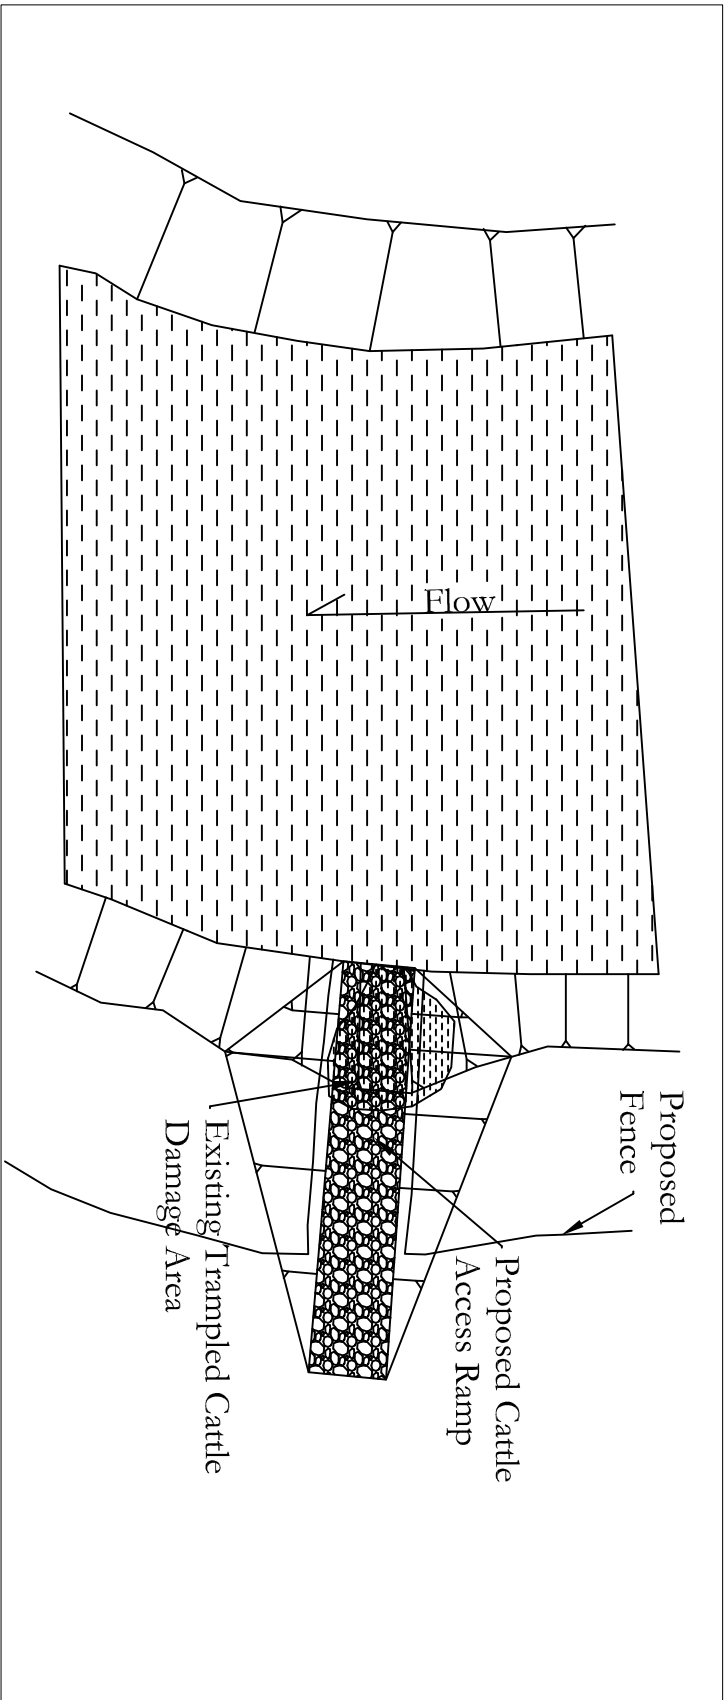 Flow
Proposed
Fence
Proposed Cattle
Access Ramp
Existing Trampled Cattle
Damage Area